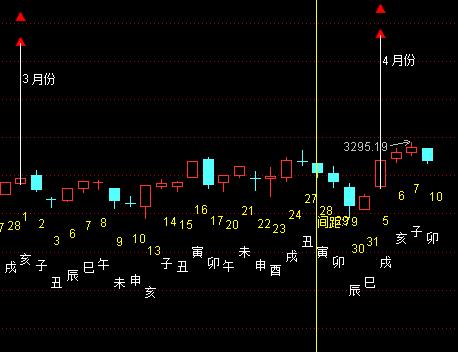 3月份
4月份
3295.19
7 28 1 2 3 6 7 8 9 10 13 14 15 16 17 20 21 22 23 24 27 28 29 30 31 5 6 7 10
间距:
79
戌 亥 子 丑 辰 巳 午 未 申 亥 子 丑 寅 卯 午 未 申 酉 戌 丑 寅 卯 辰 巳 戌 亥 子 卯